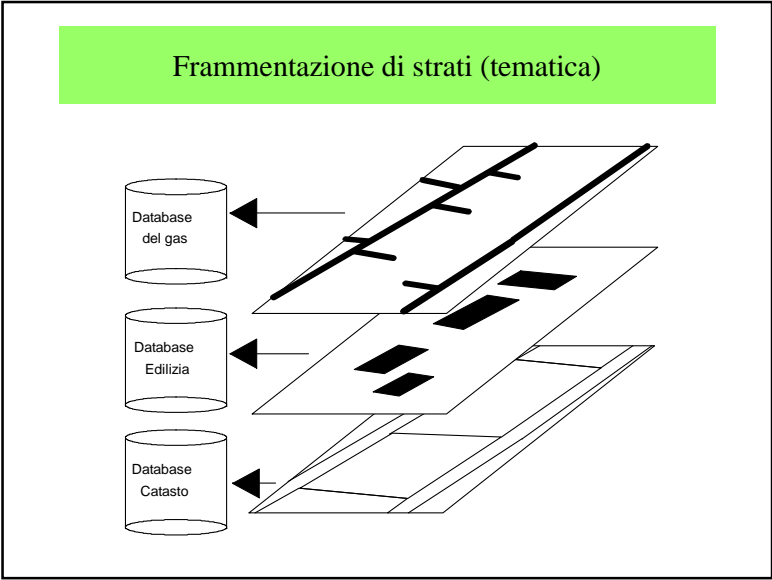 Frammentazione di strati (tematica)
Database
del gas
Database
Edilizia
Database
Catasto